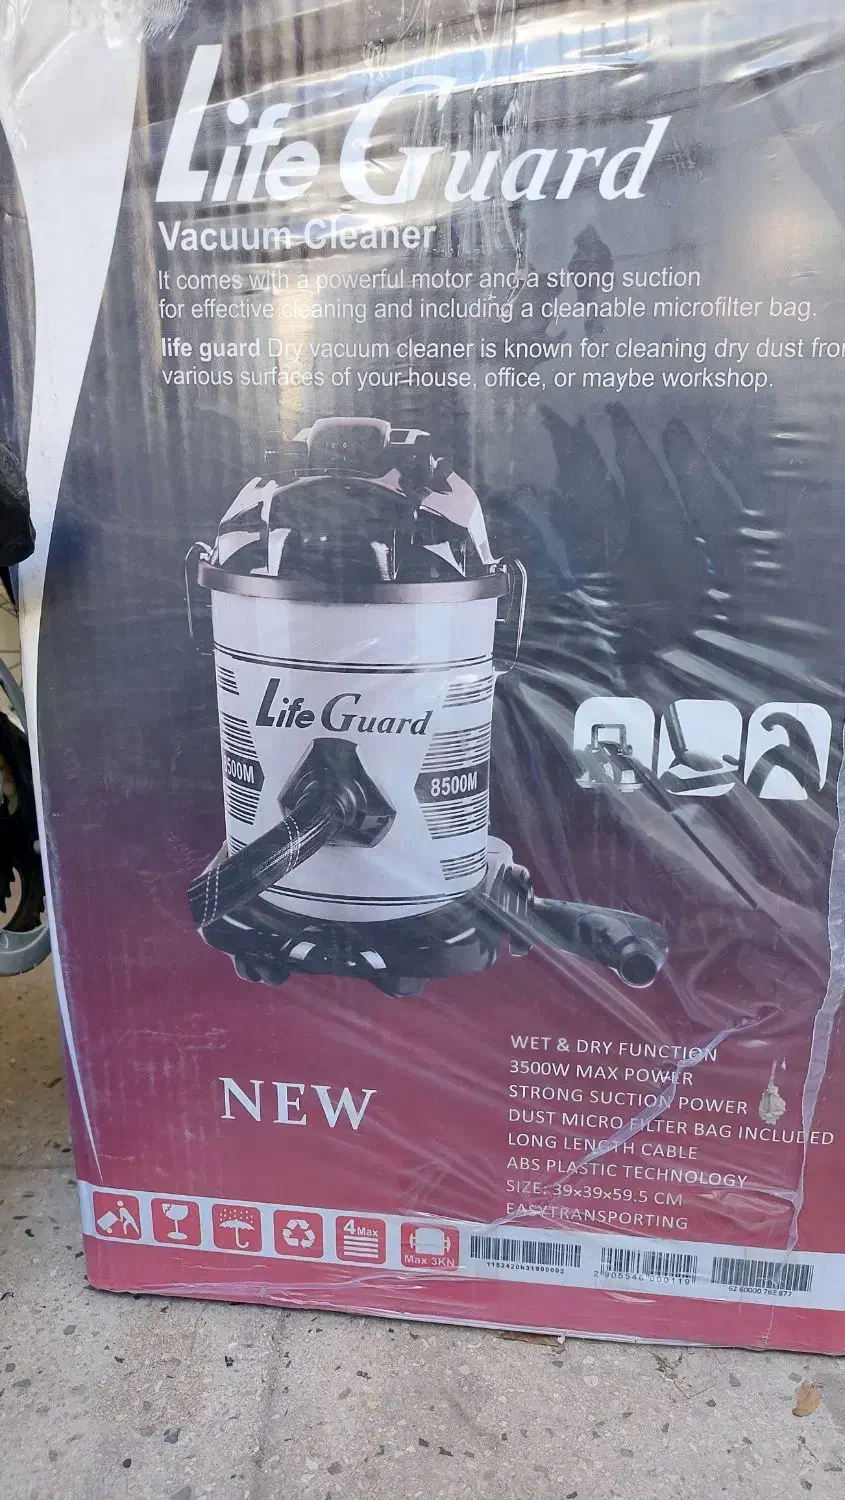 Life Guard
Vacuum Cleaner
It comes with a powerful motor and a strong suction
for effective cleaning and including a cleanable microfilter bag.
life guard Dry vacuum cleaner is known for cleaning dry dust from
various surfaces of your house, office, or maybe workshop.
Life Guard
8500M
8500M
NEW
WET & DRY FUNCTION
3500W MAX POWER
STRONG SUCTION POWER
DUST MICRO FILTER BAG INCLUDED
LONG LENGTH CABLE
ABS PLASTIC TECHNOLOGY
SIZE: 39×39×59.5 CM
EASYTRANSPORTING
4 Max
Max 3KN